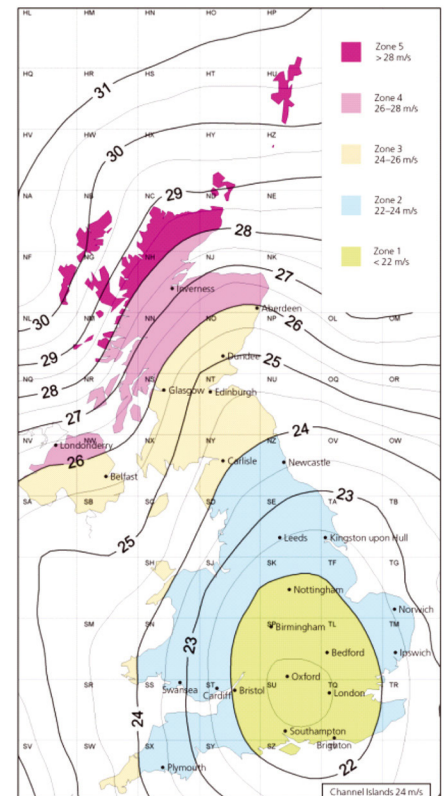 HL
HM
HN
HO
HP
Zone 5
> 28 m/s
HQ
HR
HS
HT
HU
31
Zone 4
26–28 m/s
HV
HW
HX
HY
HZ
30
Zone 3
24–26 m/s
NA
NB
NC
ND
NE
29
Zone 2
22–24 m/s
28
NF
NG
NH
NJ
NK
Zone 1
< 22 m/s
27
Inverness
Aberdeen
30
NL
NM
NN
NO
NP
OL
OM
26
29
Dundee
25
28
NQ
NR
NS
NT
NU
OQ
OR
Glasgow
Edinburgh
27
24
NV
NW
NX
NY
NZ
OV
OW
Londonderry
26
Carlisle
Newcastle
Belfast
23
SA
SB
SC
SD
SE
TA
TB
25
Leeds
Kingston upon Hull
SH
SJ
SK
TF
TG
Nottingham
Norwich
SM
SN
SP
TL
TM
Birmingham
23
Bedford
Ipswich
Oxford
SR
SS
ST
SU
TQ
TR
Swansea
Cardiff
Bristol
London
24
Southampton
SV
SW
SX
SY
SZ
TV
Brighton
Plymouth
22
Channel Islands 24 m/s